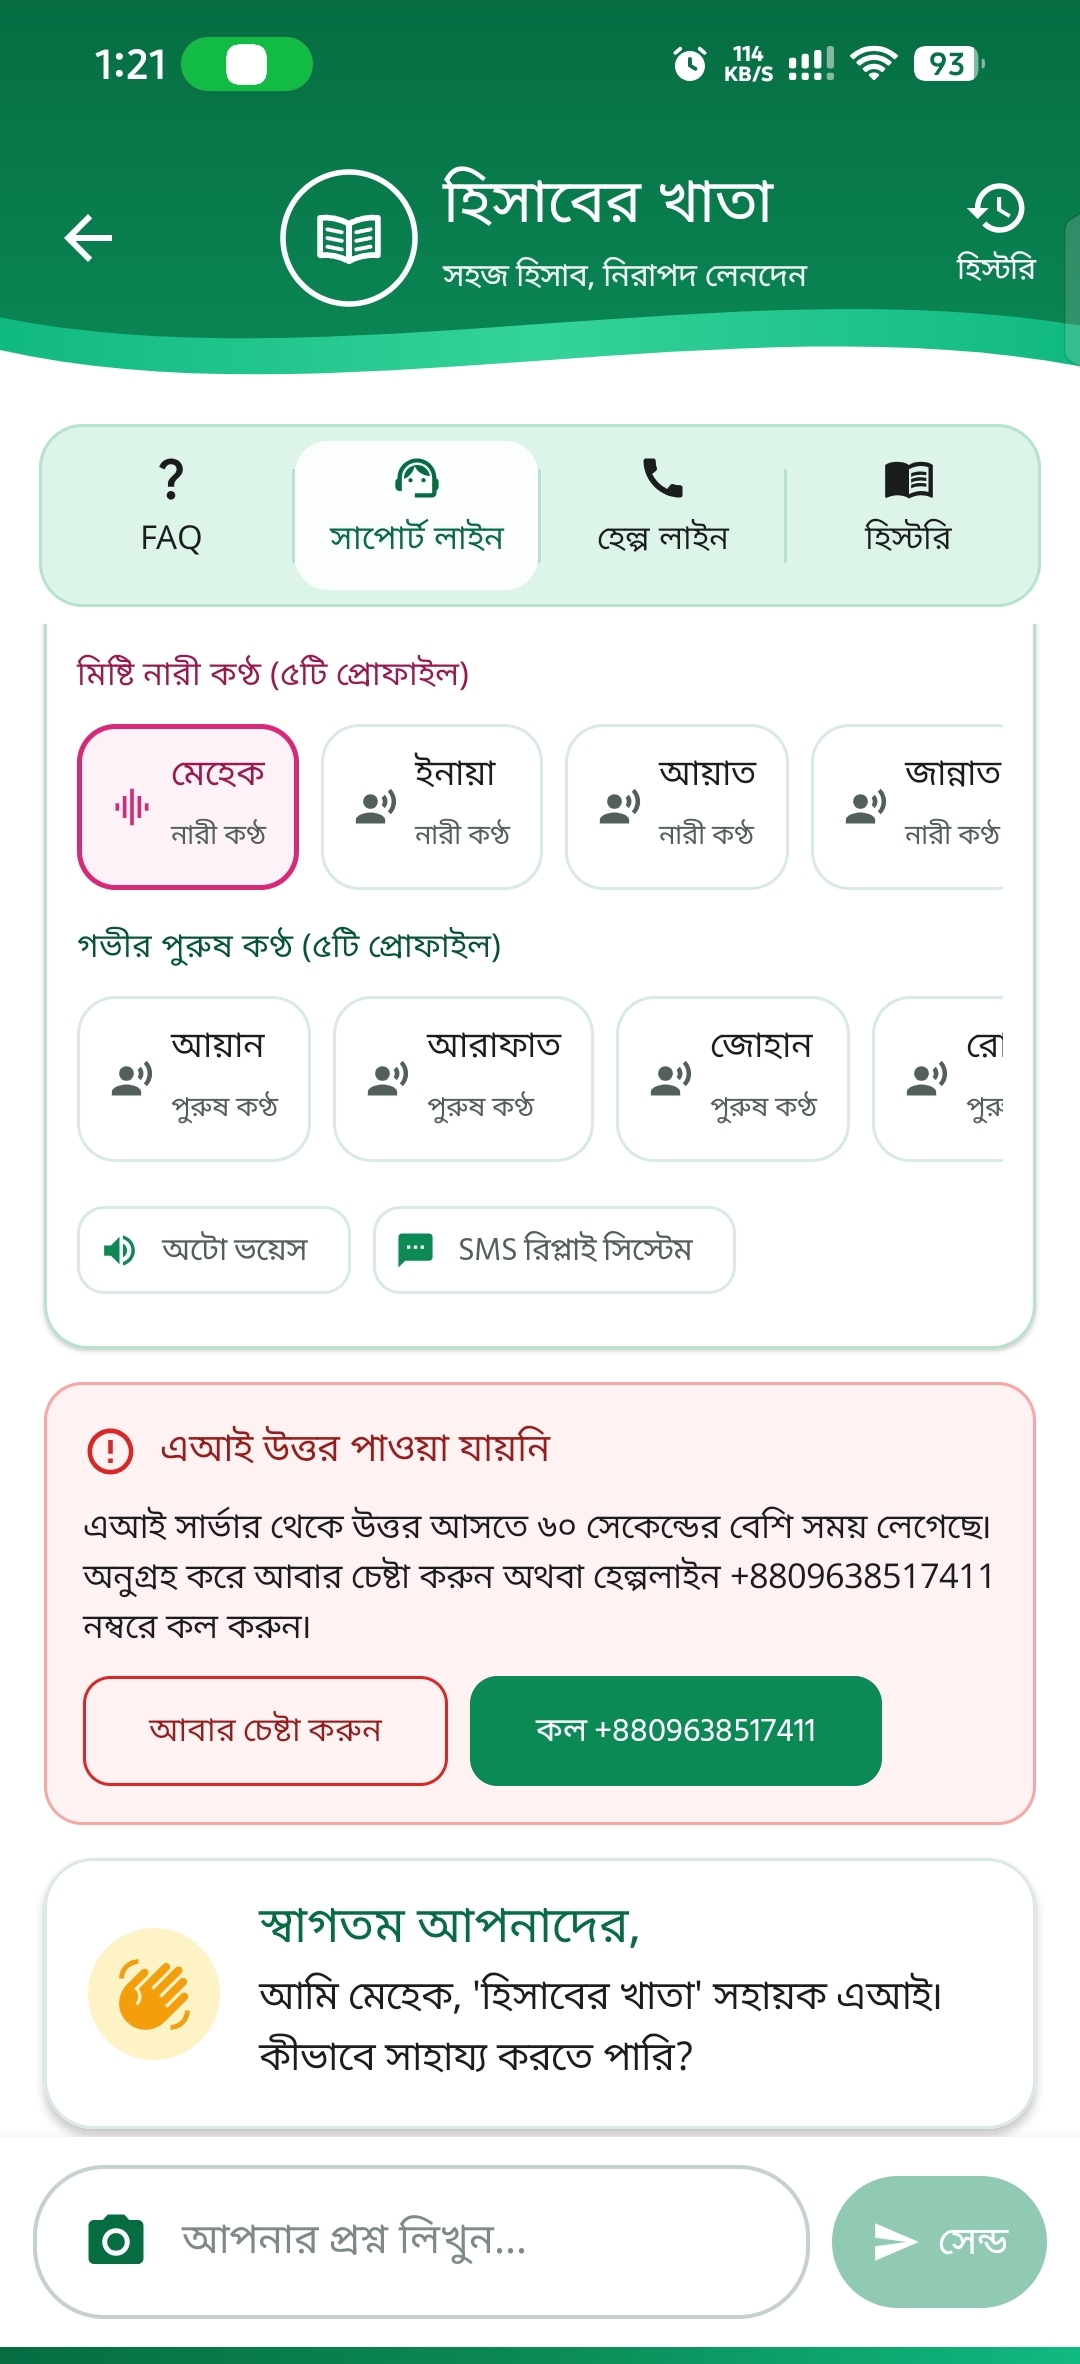 1:21
114
KB/S
93
হিসাবের খাতা
সহজ হিসাব, নিরাপদ লেনদেন
হিস্টরি
FAQ
সাপোর্ট লাইন
হেল্প লাইন
হিস্টরি
মিষ্টি নারী কণ্ঠ (৫টি প্রোফাইল)
মেহেক
নারী কণ্ঠ
ইনায়া
নারী কণ্ঠ
আয়াত
নারী কণ্ঠ
জান্নাত
নারী কণ্ঠ
গভীর পুরুষ কণ্ঠ (৫টি প্রোফাইল)
আয়ান
পুরুষ কণ্ঠ
আরাফাত
পুরুষ কণ্ঠ
জোহান
পুরুষ কণ্ঠ
অটো ভয়েস
SMS রিপ্লাই সিস্টেম
এআই উত্তর পাওয়া যায়নি
এআই সার্ভার থেকে উত্তর আসতে ৬০ সেকেন্ডের বেশি সময় লেগেছে।
অনুগ্রহ করে আবার চেষ্টা করুন অথবা হেল্পলাইন +8809638517411
নম্বরে কল করুন।
আবার চেষ্টা করুন
কল +8809638517411
স্বাগতম আপনাদের,
আমি মেহেক, 'হিসাবের খাতা' সহায়ক এআই।
কীভাবে সাহায্য করতে পারি?
আপনার প্রশ্ন লিখুন...
সেন্ড